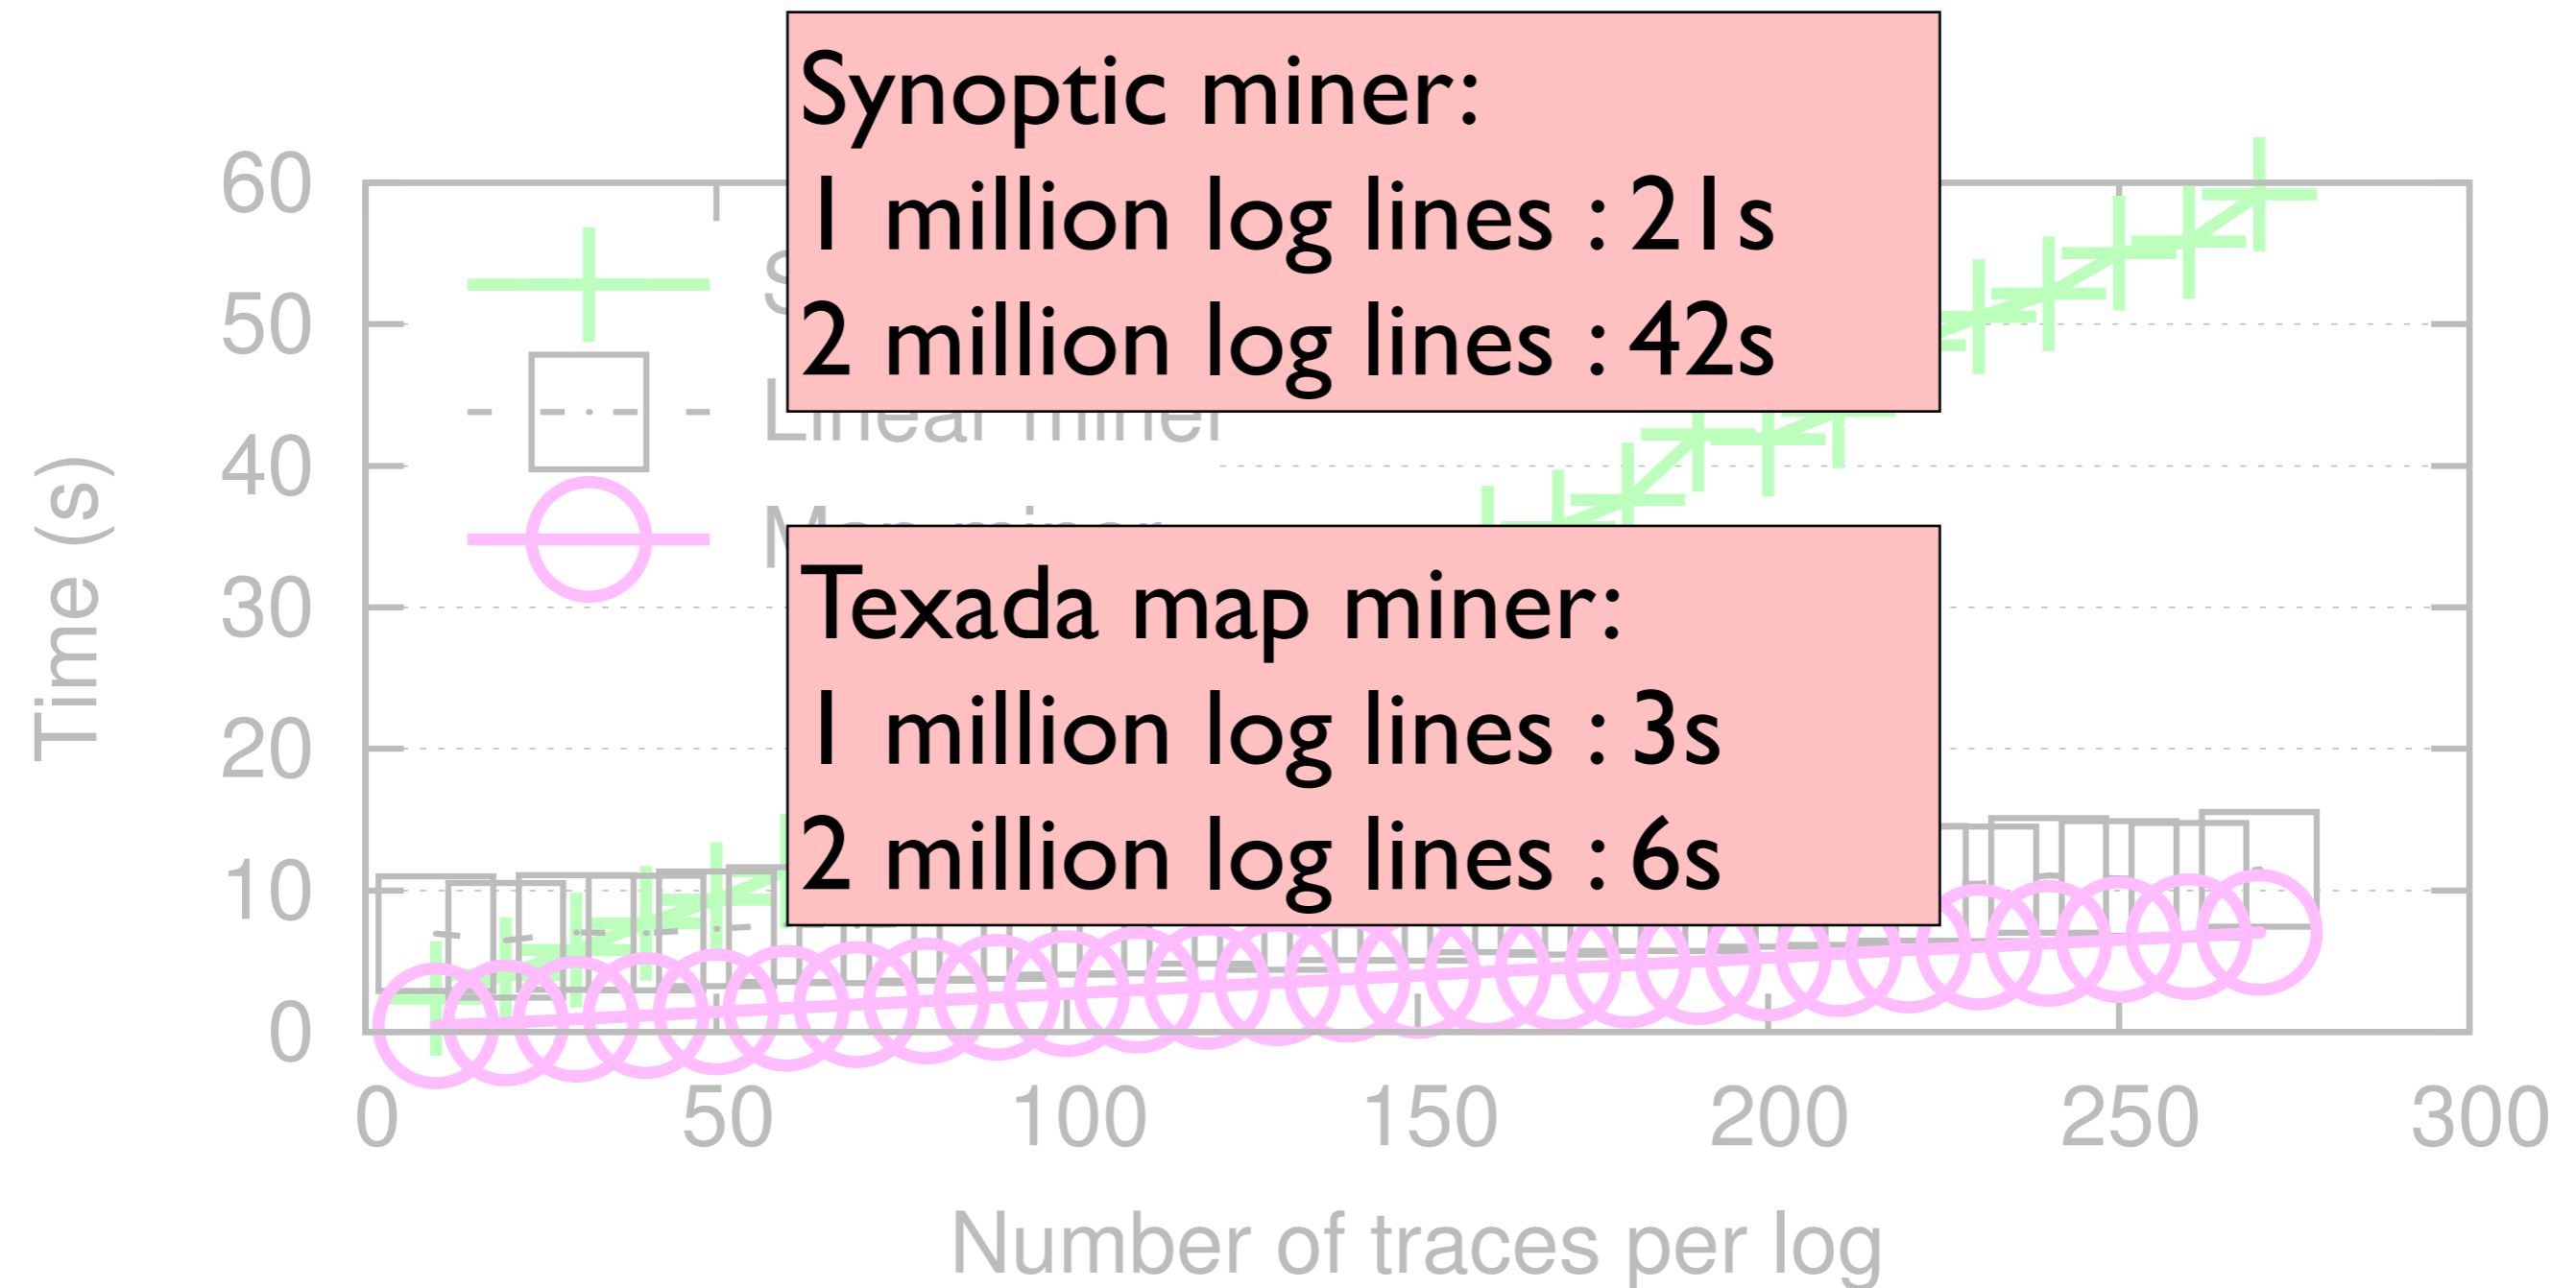 Synoptic miner:
1 million log lines : 21s
2 million log lines : 42s
Linear miner
Texada map miner:
1 million log lines : 3s
2 million log lines : 6s
Time (s)
60
50
40
30
20
10
0
0 50 100 150 200 250 300
Number of traces per log